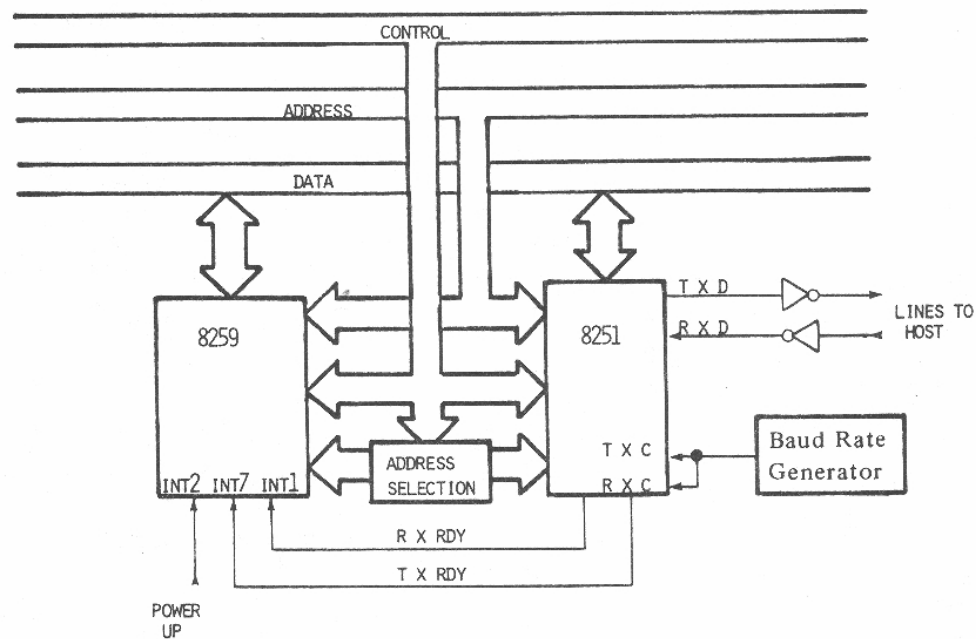 CONTROL
ADDRESS
DATA
8259
8251
T X D
R X D
LINES TO
HOST
T X C
R X C
Baud Rate
Generator
ADDRESS
SELECTION
INT2 INT7 INT1
R X RDY
T X RDY
POWER
UP